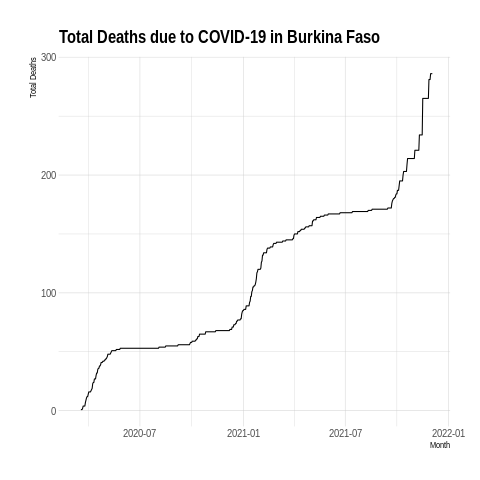 Total Deaths due to COVID-19 in Burkina Faso
Total Deaths
300
200
100
0
2020-07 2021-01 2021-07 2022-01
Month